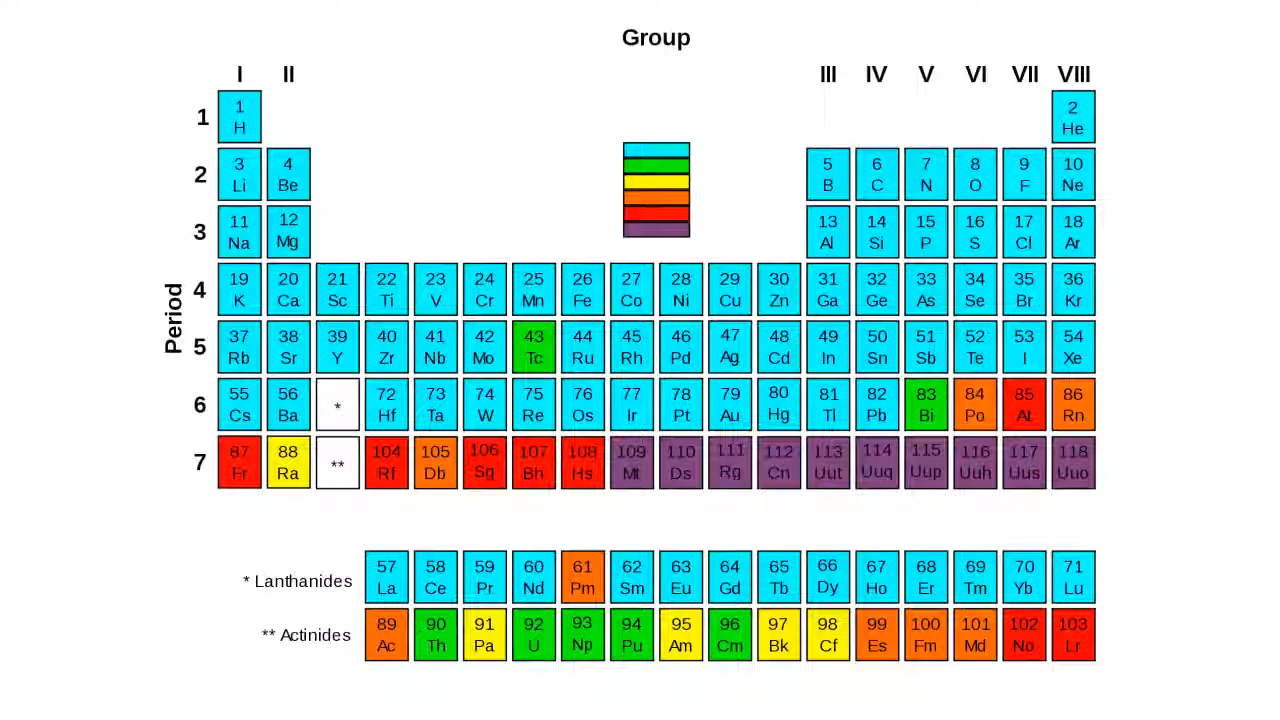 Group
I II III IV V VI VII VIII
Period
1 1 2
H He
2 3 4 5 6 7 8 9 10
Li Be B C N O F Ne
3 11 12 13 14 15 16 17 18
Na Mg Al Si P S Cl Ar
4 19 20 21 22 23 24 25 26 27 28 29 30 31 32 33 34 35 36
K Ca Sc Ti V Cr Mn Fe Co Ni Cu Zn Ga Ge As Se Br Kr
5 37 38 39 40 41 42 43 44 45 46 47 48 49 50 51 52 53 54
Rb Sr Y Zr Nb Mo Tc Ru Rh Pd Ag Cd In Sn Sb Te I Xe
6 55 56 * 72 73 74 75 76 77 78 79 80 81 82 83 84 85 86
Cs Ba Hf Ta W Re Os Ir Pt Au Hg Tl Pb Bi Po At Rn
7 87 88 ** 104 105 106 107 108 109 110 111 112 113 114 115 116 117 118
Fr Ra Rf Db Sg Bh Hs Mt Ds Rg Cn Uut Uuq Uup Uuh Uus Uuo
* Lanthanides 57 58 59 60 61 62 63 64 65 66 67 68 69 70 71
La Ce Pr Nd Pm Sm Eu Gd Tb Dy Ho Er Tm Yb Lu
** Actinides 89 90 91 92 93 94 95 96 97 98 99 100 101 102 103
Ac Th Pa U Np Pu Am Cm Bk Cf Es Fm Md No Lr